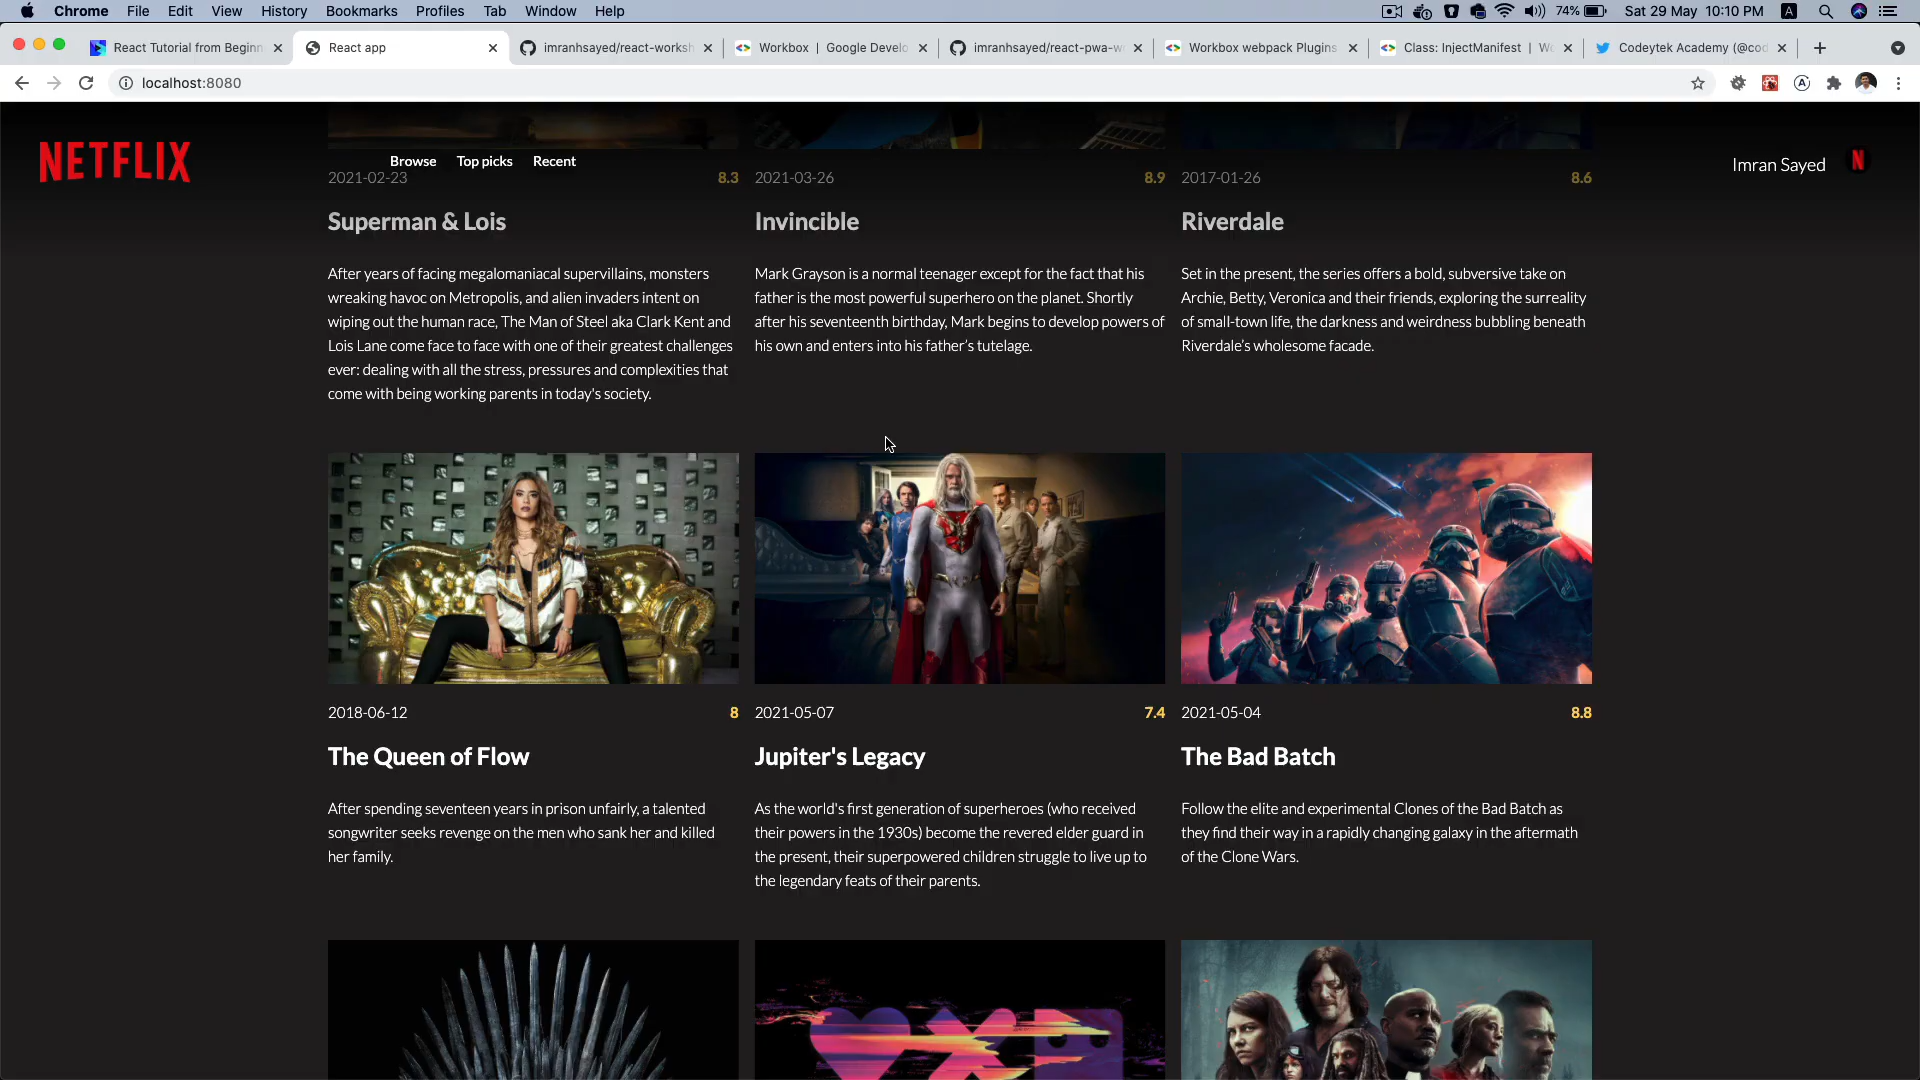 Chrome File Edit View History Bookmarks Profiles Tab Window Help 74% Sat 29 May 10:10 PM A
React Tutorial from Beginn React app imranhsayed/react-worksh Workbox | Google Develo imranhsayed/react-pwa-w Workbox webpack Plugins Class: InjectManifest | Wo Codeytek Academy (@cod
localhost:8080
NETFLIX Browse Top picks Recent Imran Sayed N
2021-02-23 8.3
Superman & Lois
After years of facing megalomaniacal supervillains, monsters
wreaking havoc on Metropolis, and alien invaders intent on
wiping out the human race, The Man of Steel aka Clark Kent and
Lois Lane come face to face with one of their greatest challenges
ever: dealing with all the stress, pressures and complexities that
come with being working parents in today's society.
2021-03-26 8.9
Invincible
Mark Grayson is a normal teenager except for the fact that his
father is the most powerful superhero on the planet. Shortly
after his seventeenth birthday, Mark begins to develop powers of
his own and enters into his father’s tutelage.
2017-01-26 8.6
Riverdale
Set in the present, the series offers a bold, subversive take on
Archie, Betty, Veronica and their friends, exploring the surreality
of small-town life, the darkness and weirdness bubbling beneath
Riverdale’s wholesome facade.
2018-06-12 8
The Queen of Flow
After spending seventeen years in prison unfairly, a talented
songwriter seeks revenge on the men who sank her and killed
her family.
2021-05-07 7.4
Jupiter's Legacy
As the world's first generation of superheroes (who received
their powers in the 1930s) become the revered elder guard in
the present, their superpowered children struggle to live up to
the legendary feats of their parents.
2021-05-04 8.8
The Bad Batch
Follow the elite and experimental Clones of the Bad Batch as
they find their way in a rapidly changing galaxy in the aftermath
of the Clone Wars.